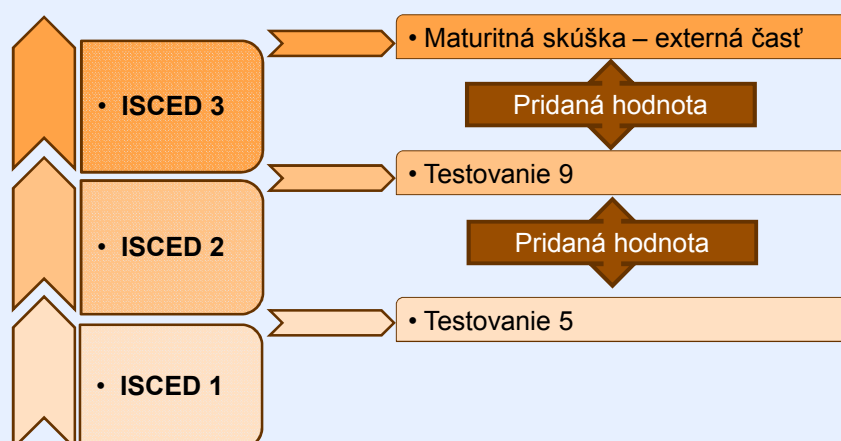 • Maturitná skúška – externá časť
• ISCED 3
Pridaná hodnota
• Testovanie 9
• ISCED 2
Pridaná hodnota
• Testovanie 5
• ISCED 1